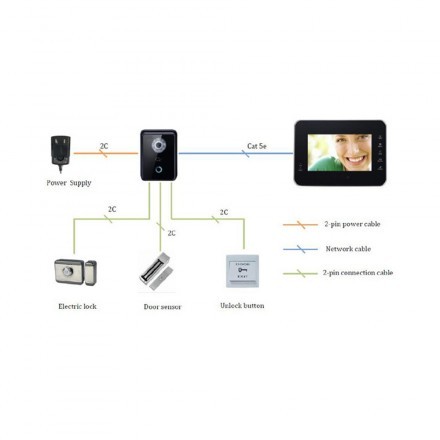 2C
Cat 5e
Power Supply
2C
2C
2C
2-pin power cable
Network cable
2-pin connection cable
Electric lock
Door sensor
Unlock button